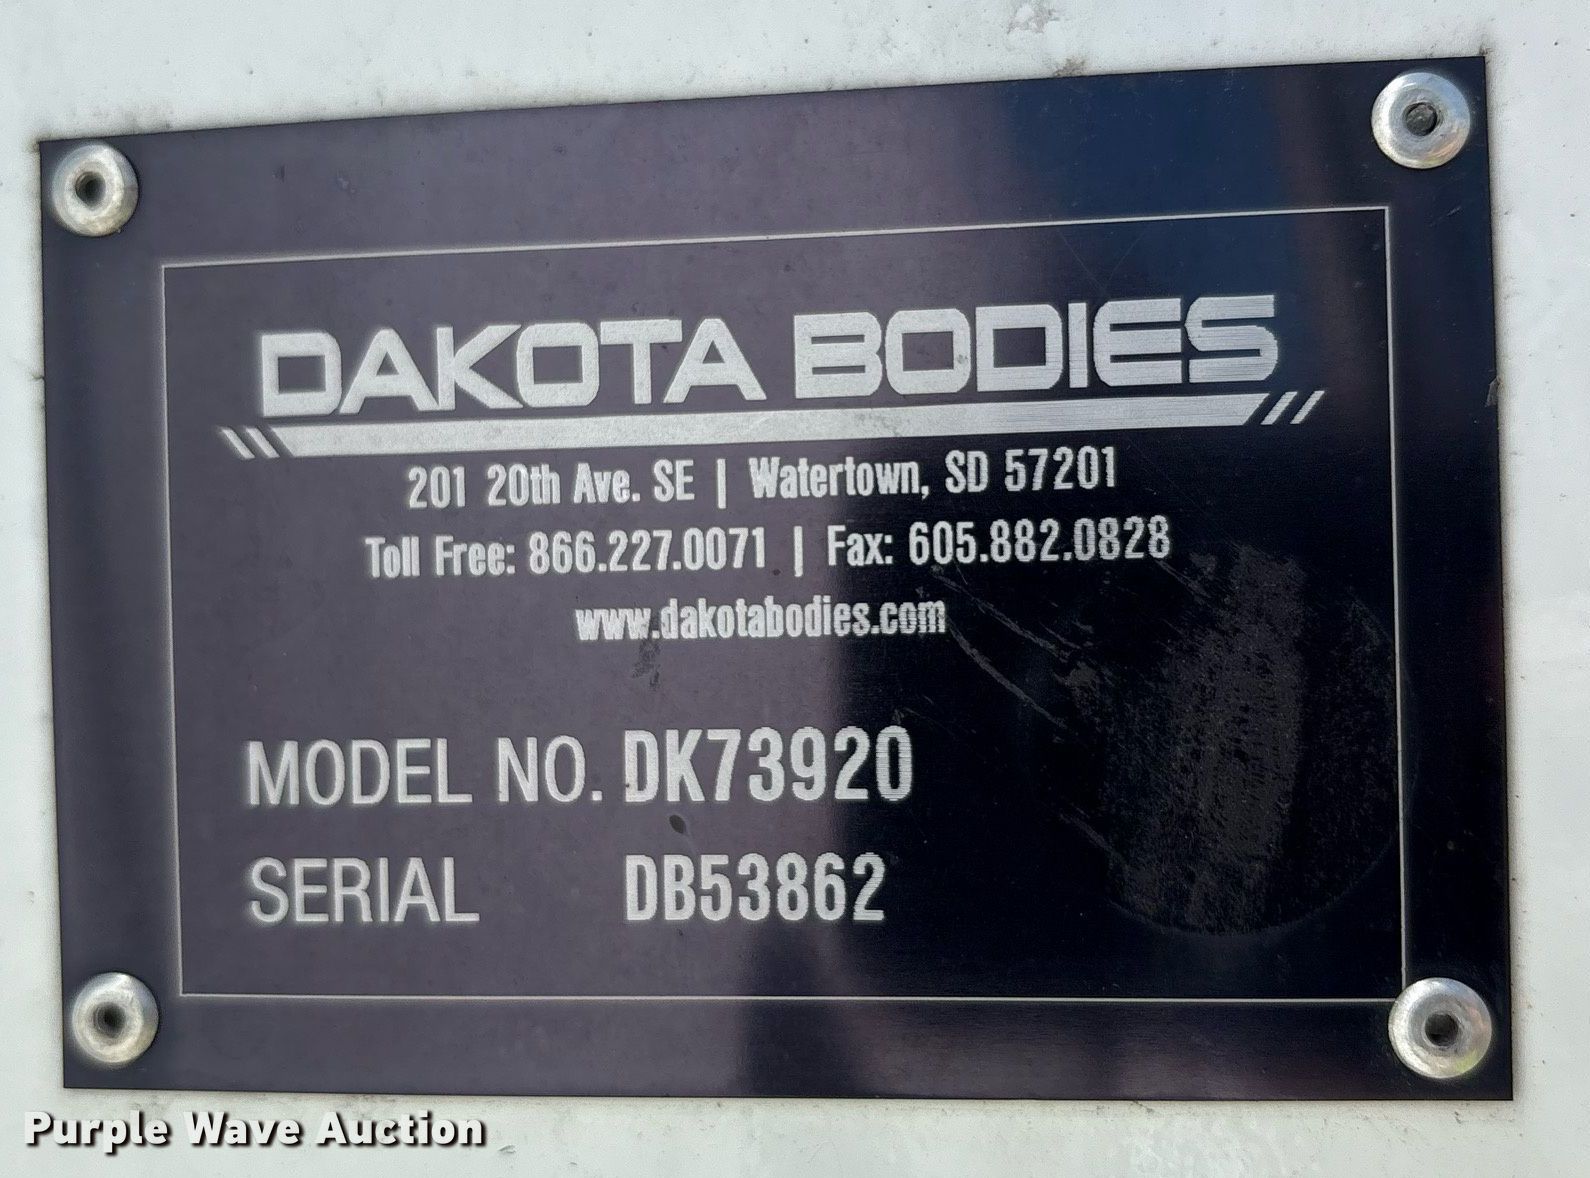 DAKOTA BODIES
201 20th Ave. SE | Watertown, SD 57201
Toll Free: 866.227.0071 | Fax: 605.882.0828
www.dakotabodies.com
MODEL NO. DK73920
SERIAL DB53862
Purple Wave Auction